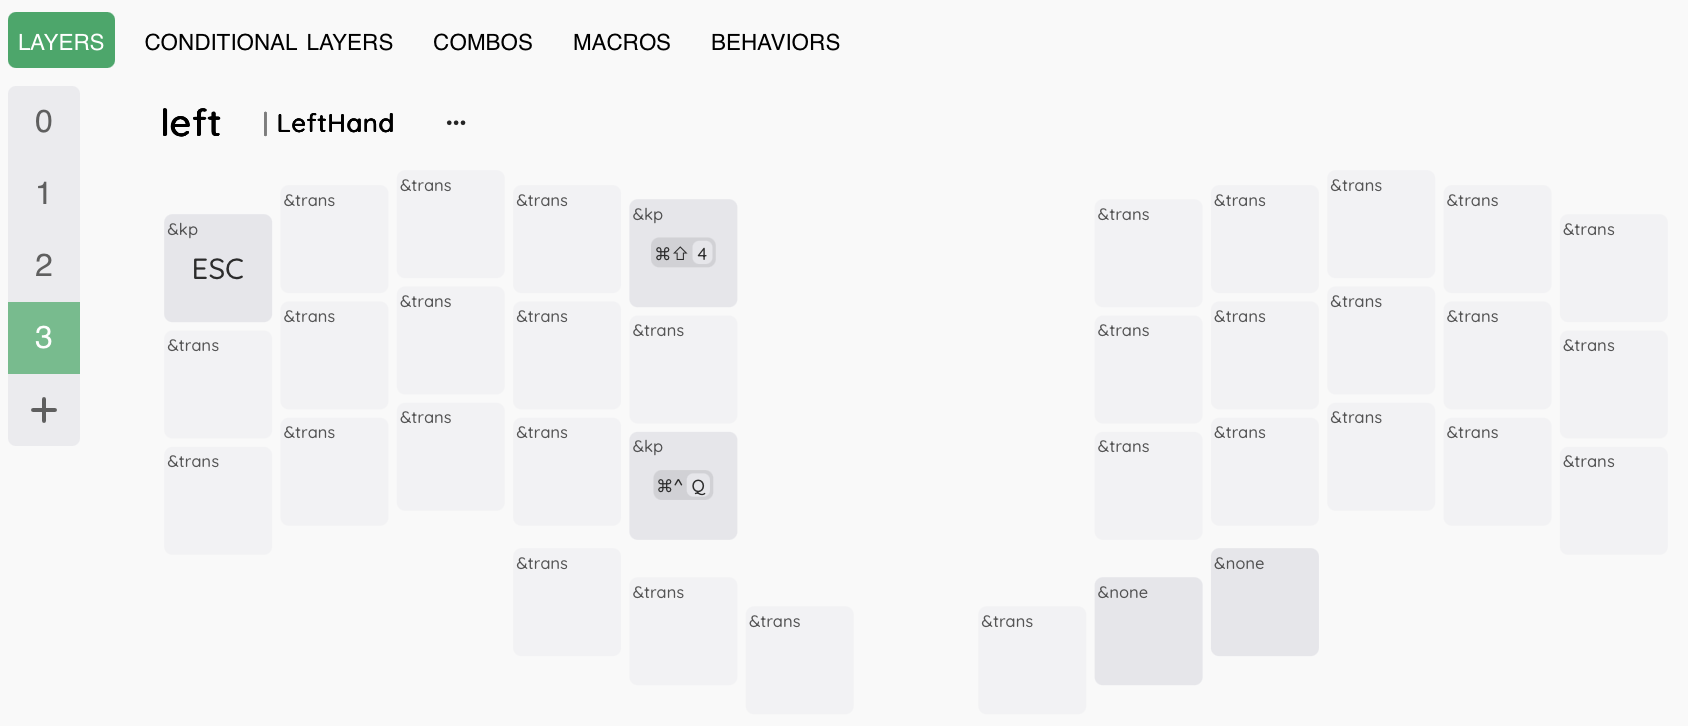 LAYERS CONDITIONAL LAYERS COMBOS MACROS BEHAVIORS
0
1
2
3
+
left | LeftHand ···
&kp &trans &trans &trans &kp &trans &trans &trans &trans &trans
ESC ⌘⇧ 4
&trans &trans &trans &trans &trans &trans &trans &trans &trans &trans
&trans &trans &trans &trans &kp &trans &trans &trans &trans &trans
⌘^ Q
&trans &trans &trans &trans &none &none